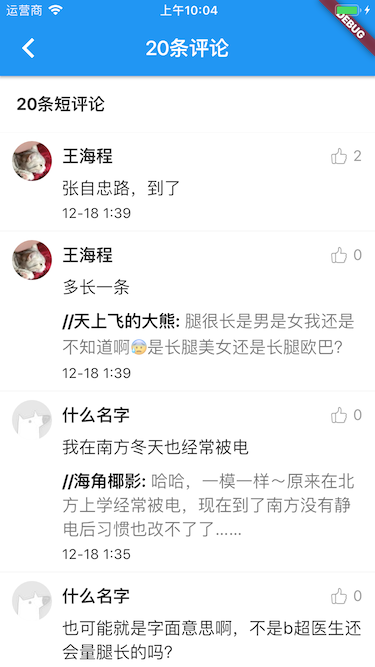 运营商 上午10:04
DEBUG
20条评论
20条短评论
王海程 2
张自忠路，到了
12-18 1:39
王海程 0
多长一条
//天上飞的大熊: 腿很长是男是女我还是
不知道啊😰是长腿美女还是长腿欧巴?
12-18 1:39
什么名字 0
我在南方冬天也经常被电
//海角椰影: 哈哈，一模一样～原来在北
方上学经常被电，现在到了南方没有静
电后习惯也改不了了……
12-18 1:35
什么名字 0
也可能就是字面意思啊，不是b超医生还
会量腿长的吗?